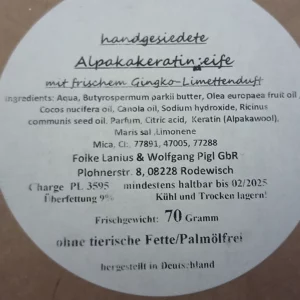 handgesiedete
Alpakakeratinseife
mit frischem Gingko-Limettenduft
ingredients: Aqua, Butyrospermum parkii butter, Olea europaea fruit oil,
Cocos nucifera oil, Canola oil, Sodium hydroxide, Ricinus
communis seed oil. Parfum, Citric acid, Keratin (Alpakawool),
Maris sal .Limonene
Mica, Ci: 77891, 47005, 77288
Foike Lanius & Wolfgang Pigl GbR
Plohnerstr. 8, 08228 Rodewisch
Charge PL 3595 mindestens haltbar bis 02/2025
Überfettung 9% Kühl und Trocken lagern!
Frischgewicht: 70 Gramm
ohne tierische Fette/Palmölfrei
hergestellt in Deutschland